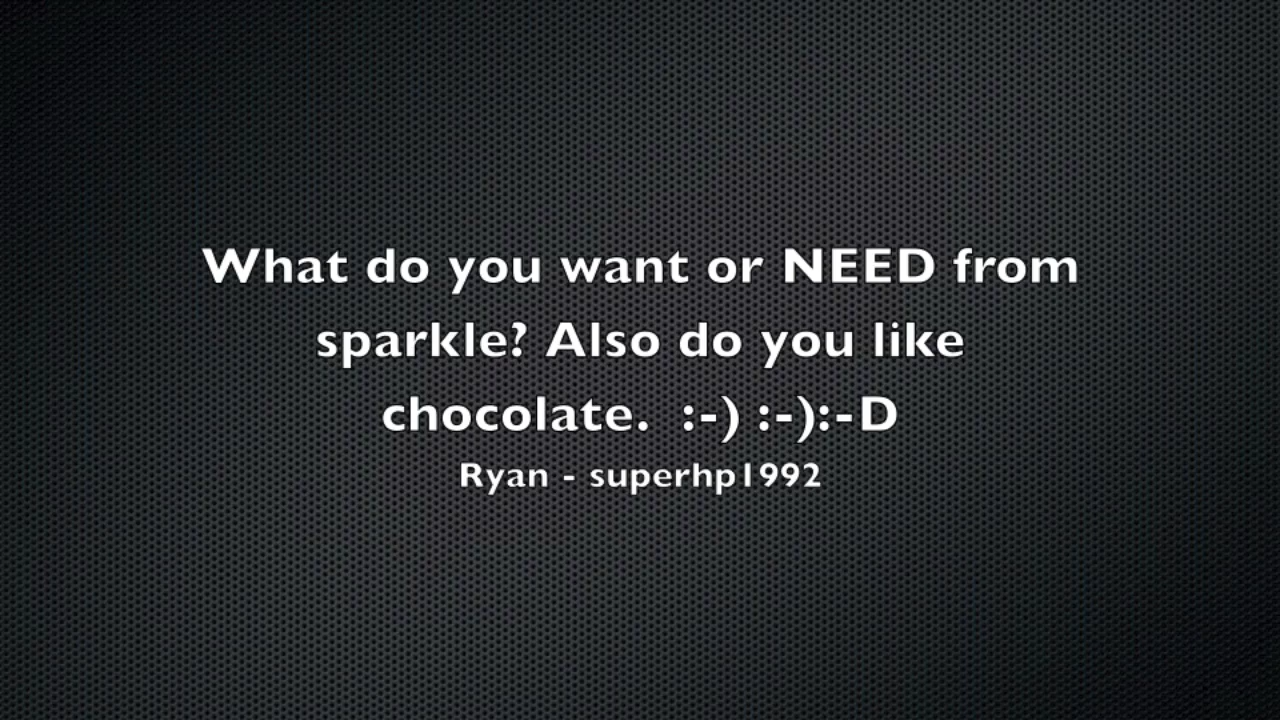 What do you want or NEED from
sparkle? Also do you like
chocolate.  :-) :-):-D
Ryan - superhp1992